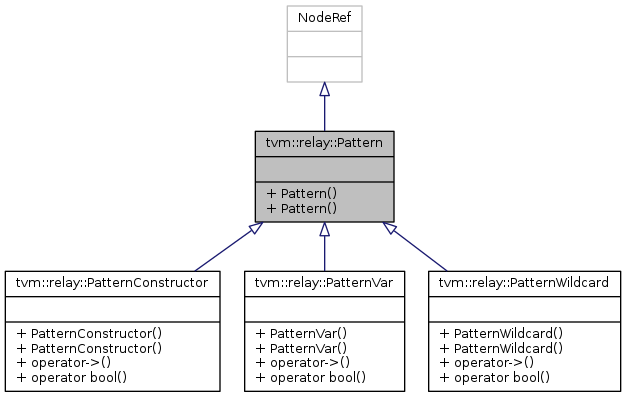 NodeRef
tvm::relay::Pattern
+ Pattern()
+ Pattern()
tvm::relay::PatternConstructor
+ PatternConstructor()
+ PatternConstructor()
+ operator->()
+ operator bool()
tvm::relay::PatternVar
+ PatternVar()
+ PatternVar()
+ operator->()
+ operator bool()
tvm::relay::PatternWildcard
+ PatternWildcard()
+ PatternWildcard()
+ operator->()
+ operator bool()